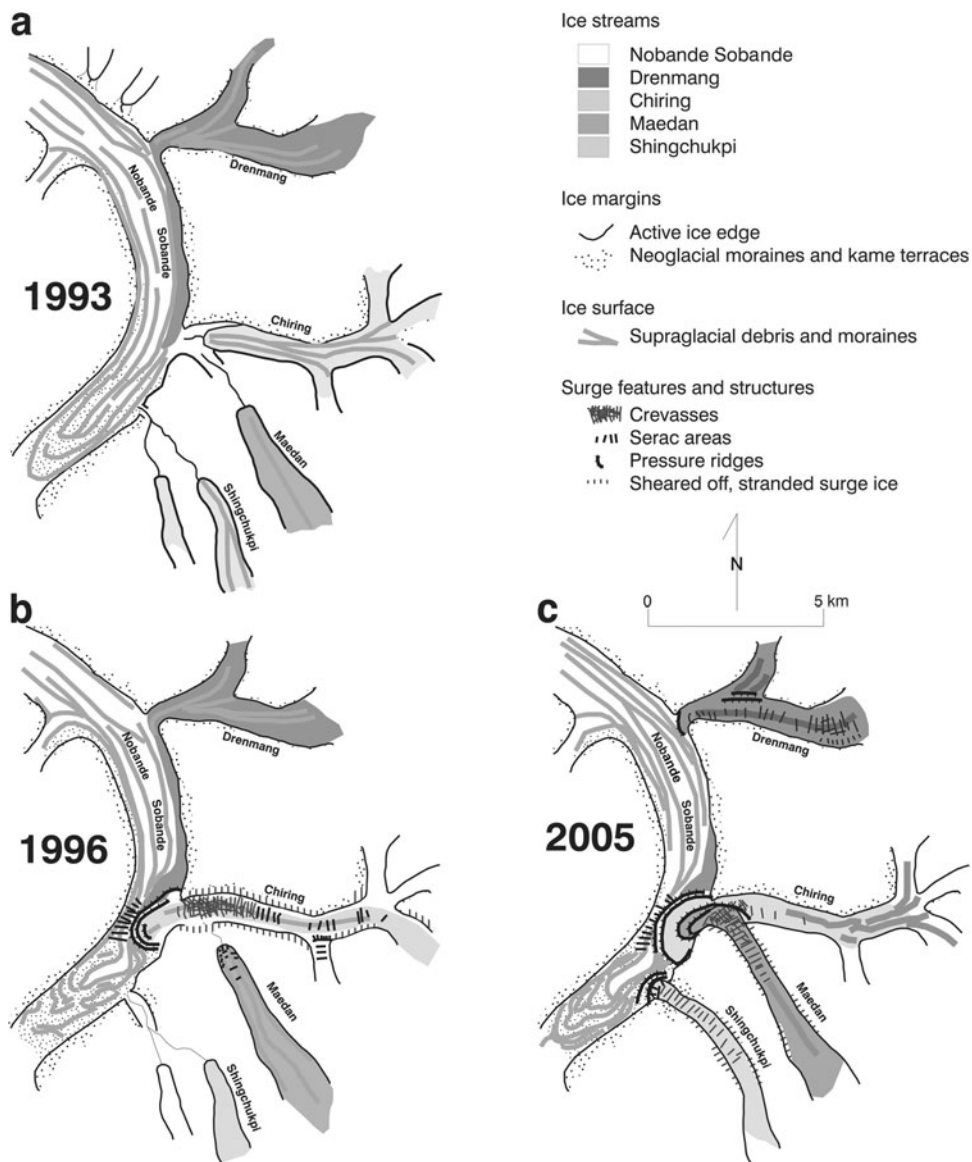 a
1993
Nobande
Sobande
Drenmang
Chiring
Maedan
Shingchukpi
Ice streams
Nobande Sobande
Drenmang
Chiring
Maedan
Shingchukpi
Ice margins
Active ice edge
Neoglacial moraines and kame terraces
Ice surface
Supraglacial debris and moraines
Surge features and structures
Crevasses
Serac areas
Pressure ridges
Sheared off, stranded surge ice
N
0 5 km
b
1996
Nobande
Sobande
Drenmang
Chiring
Maedan
Shingchukpi
c
2005
Nobande
Sobande
Drenmang
Chiring
Maedan
Shingchukpi